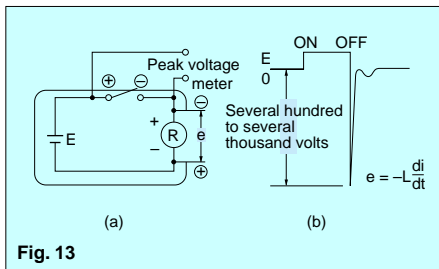 Peak voltage
meter
⊕ ⊖
E
+
R
−
⊖
e
⊕
(a)
ON OFF
E
0
Several hundred
to several
thousand volts
e = –L di/dt
(b)
Fig. 13